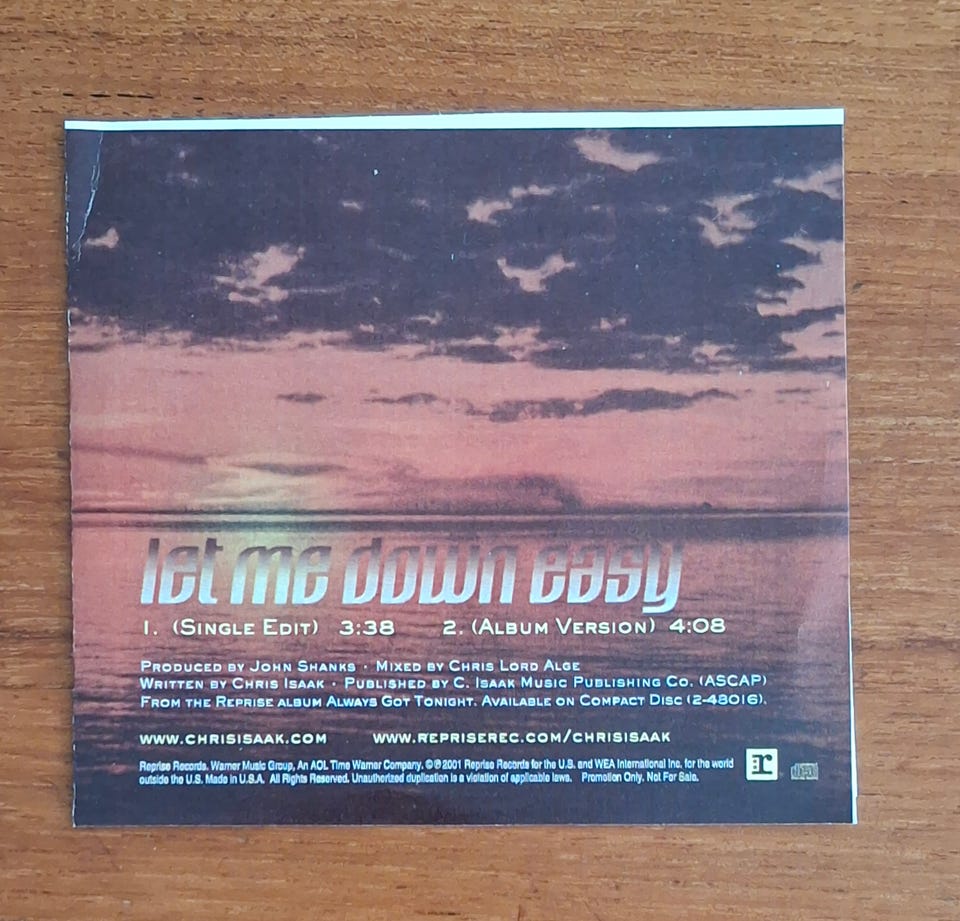 let me down easy
1. (Single Edit) 3:38 2. (Album Version) 4:08
Produced by John Shanks · Mixed by Chris Lord Alge
Written by Chris Isaak · Published by C. Isaak Music Publishing Co. (ASCAP)
From the Reprise album Always Got Tonight. Available on Compact Disc (2-48016).
www.chrisisaak.com www.repriserec.com/chrisisaak
Reprise Records. Warner Music Group, An AOL Time Warner Company. ©℗2001 Reprise Records for the U.S. and WEA International Inc. for the world
outside the U.S. Made in U.S.A. All Rights Reserved. Unauthorized duplication is a violation of applicable laws. Promotion Only. Not For Sale.
r